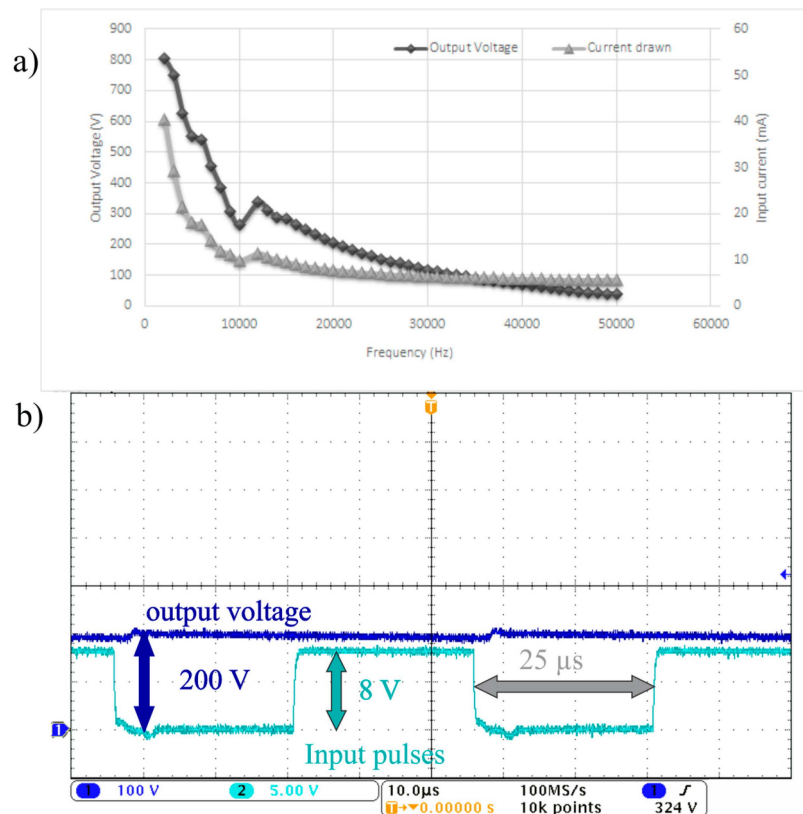 a)
Output Voltage
Current drawn
900
800
700
600
500
400
300
200
100
0
Output Voltage (V)
60
50
40
30
20
10
0
Input current (mA)
0 10000 20000 30000 40000 50000 60000
Frequency (Hz)
b)
T
output voltage
200 V
8 V
25 µs
Input pulses
1
1 100 V 2 5.00 V 10.0µs 100MS/s 1
T→▼0.00000 s 10k points 324 V